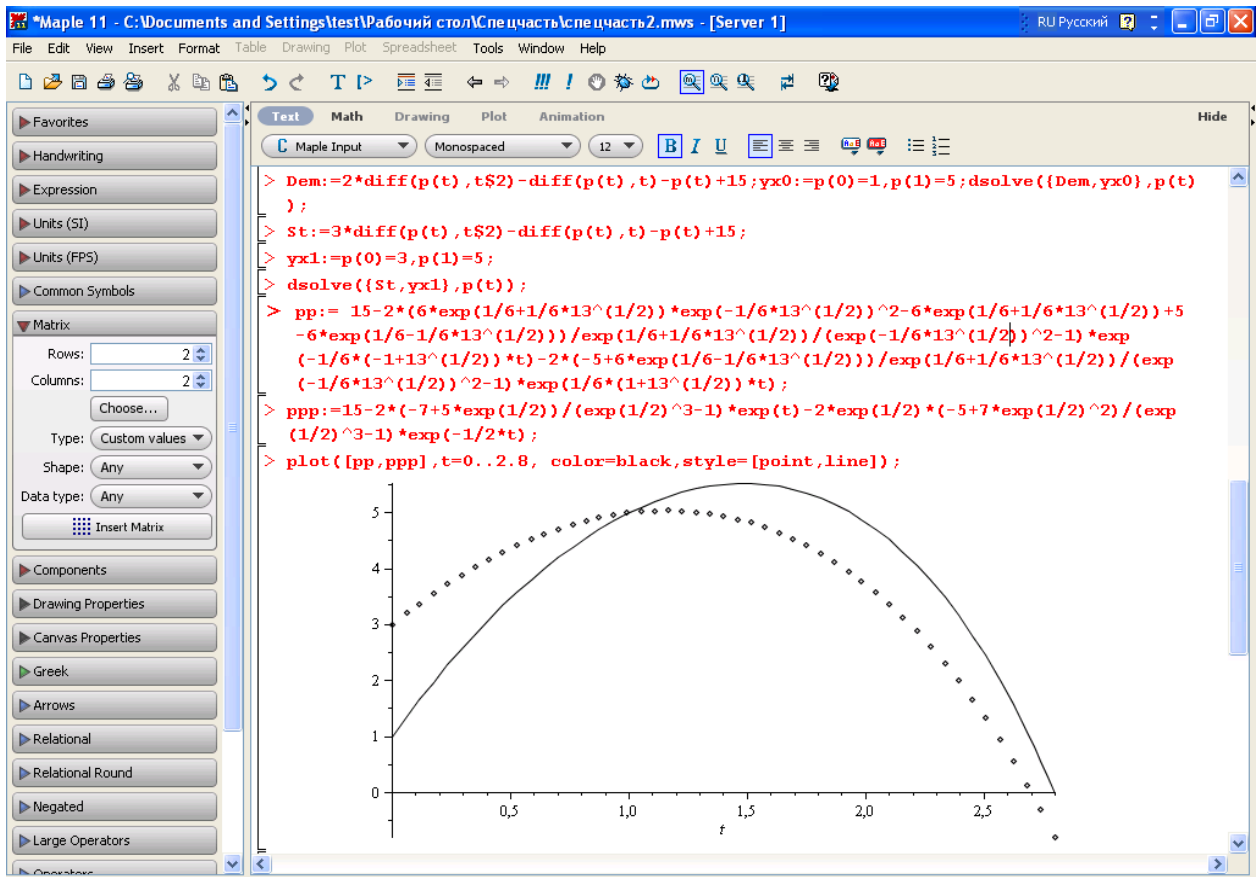 *Maple 11 - C:\Documents and Settings\test\Рабочий стол\Спецчасть\спецчасть2.mws - [Server 1]
RU Русский
File Edit View Insert Format Table Drawing Plot Spreadsheet Tools Window Help
Text Math Drawing Plot Animation Hide
C Maple Input Monospaced 12 B I U
Favorites
Handwriting
Expression
Units (SI)
Units (FPS)
Common Symbols
Matrix
Rows: 2
Columns: 2
Choose...
Type: Custom values
Shape: Any
Data type: Any
Insert Matrix
Components
Drawing Properties
Canvas Properties
Greek
Arrows
Relational
Relational Round
Negated
Large Operators
Operators
> Dem:=2*diff(p(t),t$2)-diff(p(t),t)-p(t)+15;yx0:=p(0)=1,p(1)=5;dsolve({Dem,yx0},p(t)
);
> St:=3*diff(p(t),t$2)-diff(p(t),t)-p(t)+15;
> yx1:=p(0)=3,p(1)=5;
> dsolve({St,yx1},p(t));
> pp:= 15-2*(6*exp(1/6+1/6*13^(1/2))*exp(-1/6*13^(1/2))^2-6*exp(1/6+1/6*13^(1/2))+5
-6*exp(1/6-1/6*13^(1/2)))/exp(1/6+1/6*13^(1/2))/(exp(-1/6*13^(1/2))^2-1)*exp
(-1/6*(-1+13^(1/2))*t)-2*(-5+6*exp(1/6-1/6*13^(1/2)))/exp(1/6+1/6*13^(1/2))/(exp
(-1/6*13^(1/2))^2-1)*exp(1/6*(1+13^(1/2))*t);
> ppp:=15-2*(-7+5*exp(1/2))/(exp(1/2)^3-1)*exp(t)-2*exp(1/2)*(-5+7*exp(1/2)^2)/(exp
(1/2)^3-1)*exp(-1/2*t);
> plot([pp,ppp],t=0..2.8, color=black,style=[point,line]);
5
4
3
2
1
0
0,5 1,0 1,5 2,0 2,5
t